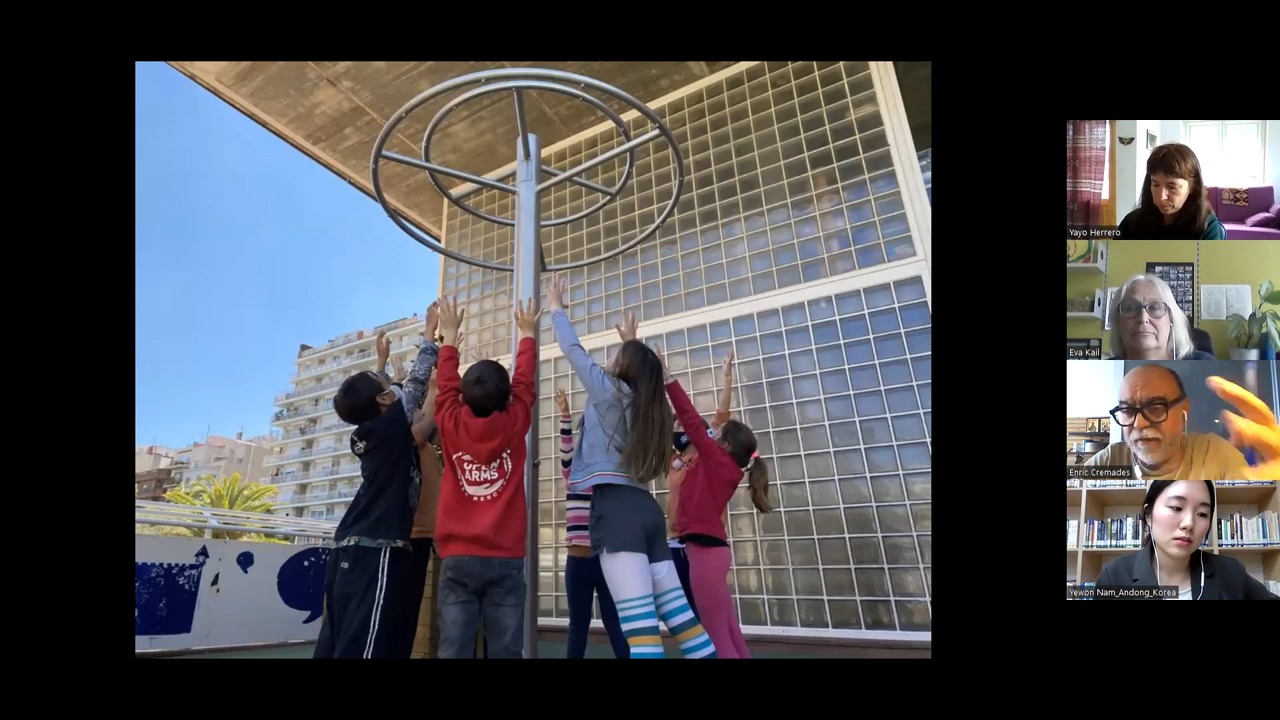 OPEN
ARMS
Yayo Herrero
Eva Kail
Enric Cremades
Yewon Nam_Andong_Korea